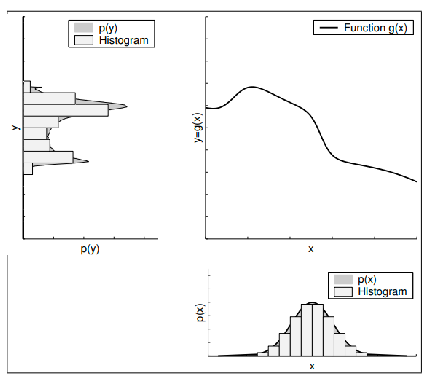 p(y)
Histogram
y
p(y)
Function g(x)
y=g(x)
x
p(x)
Histogram
p(x)
x